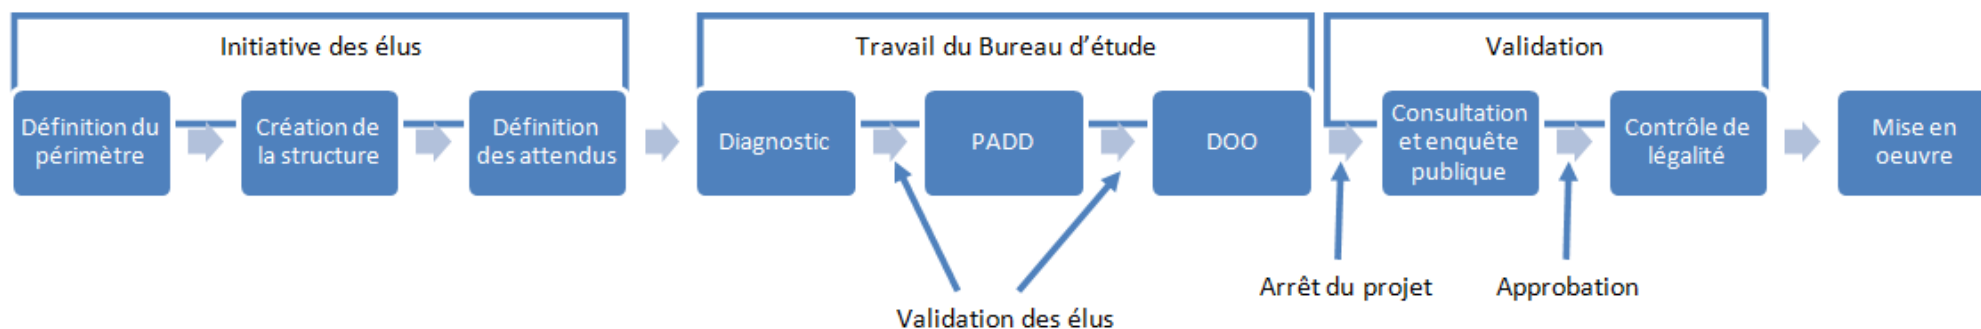 Initiative des élus
Travail du Bureau d'étude
Validation
Définition du
périmètre
Création de
la structure
Définition
des attendus
Diagnostic
PADD
DOO
Consultation
et enquête
publique
Contrôle de
légalité
Mise en
oeuvre
Validation des élus
Arrêt du projet
Approbation